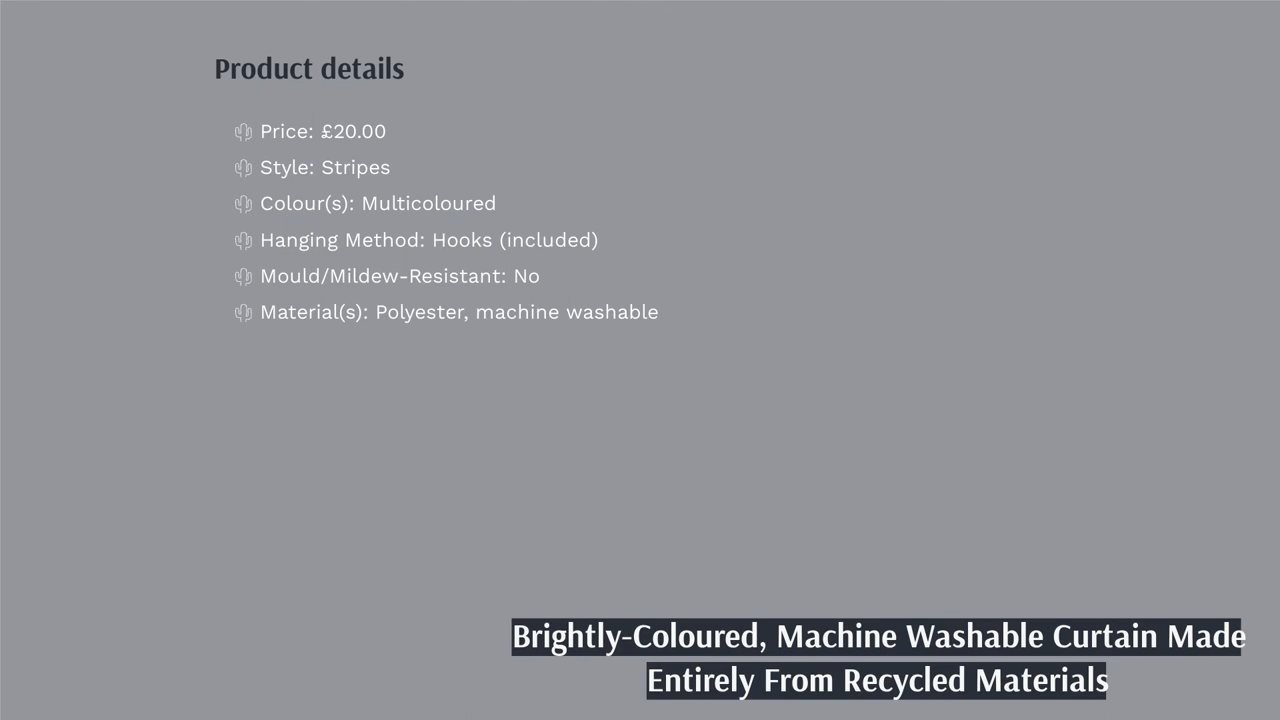 Product details
Price: £20.00
Style: Stripes
Colour(s): Multicoloured
Hanging Method: Hooks (included)
Mould/Mildew-Resistant: No
Material(s): Polyester, machine washable
Brightly-Coloured, Machine Washable Curtain Made
Entirely From Recycled Materials